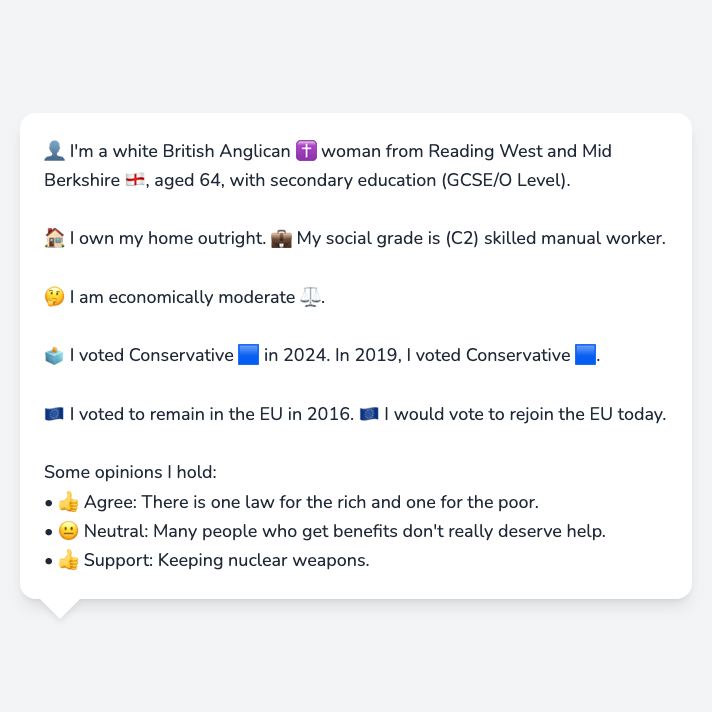 👤 I'm a white British Anglican ✝️ woman from Reading West and Mid
Berkshire 🏴󠁧󠁢󠁥󠁮󠁧󠁿, aged 64, with secondary education (GCSE/O Level).
🏠 I own my home outright. 💼 My social grade is (C2) skilled manual worker.
🤔 I am economically moderate ⚖️.
🗳️ I voted Conservative 🟦 in 2024. In 2019, I voted Conservative 🟦.
🇪🇺 I voted to remain in the EU in 2016. 🇪🇺 I would vote to rejoin the EU today.
Some opinions I hold:
• 👍 Agree: There is one law for the rich and one for the poor.
• 😐 Neutral: Many people who get benefits don't really deserve help.
• 👍 Support: Keeping nuclear weapons.